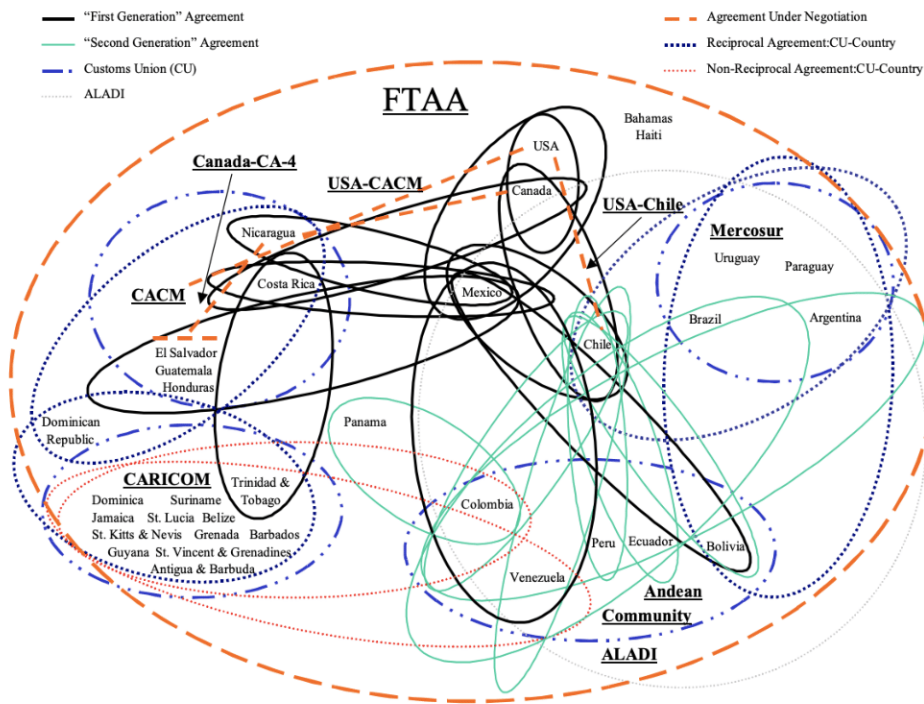 “First Generation” Agreement
“Second Generation” Agreement
Customs Union (CU)
ALADI
Agreement Under Negotiation
Reciprocal Agreement:CU-Country
Non-Reciprocal Agreement:CU-Country
FTAA
Bahamas
Haiti
USA
Canada-CA-4
USA-CACM
Canada
USA-Chile
Nicaragua
Mercosur
Uruguay
Paraguay
Costa Rica
Mexico
CACM
Brazil
Argentina
Chile
El Salvador
Guatemala
Honduras
Dominican
Republic
Panama
CARICOM
Trinidad &
Tobago
Dominica Suriname
Jamaica St. Lucia Belize
St. Kitts & Nevis Grenada Barbados
Guyana St. Vincent & Grenadines
Antigua & Barbuda
Colombia
Venezuela
Peru
Ecuador
Bolivia
Andean
Community
ALADI